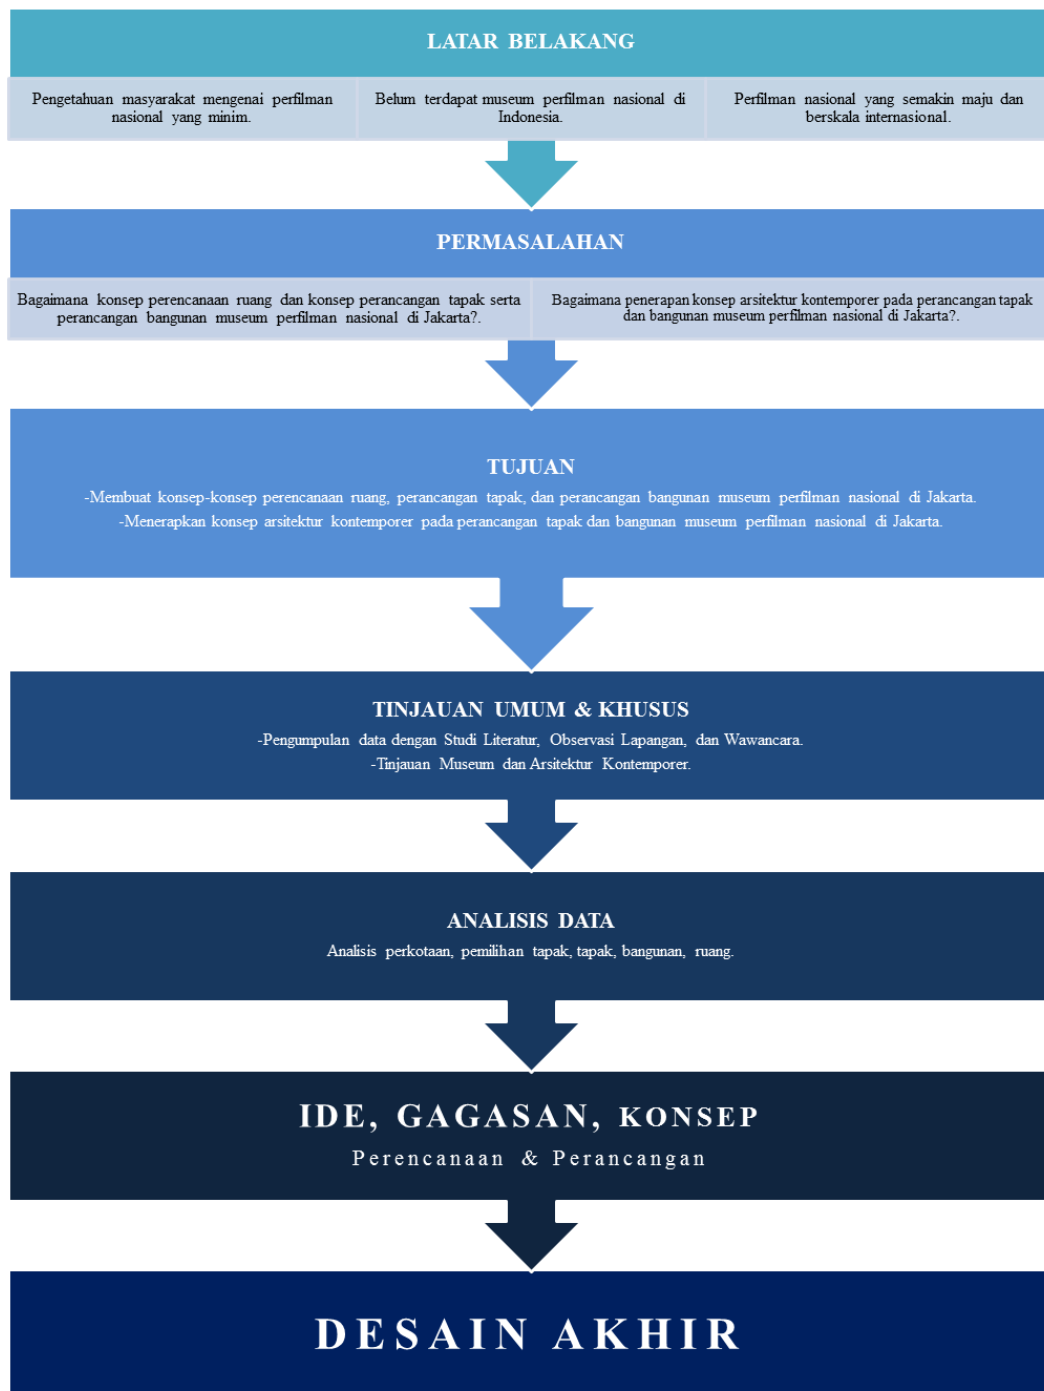 LATAR BELAKANG
Pengetahuan masyarakat mengenai perfilman
nasional yang minim.
Belum terdapat museum perfilman nasional di
Indonesia.
Perfilman nasional yang semakin maju dan
berskala internasional.
PERMASALAHAN
Bagaimana konsep perencanaan ruang dan konsep perancangan tapak serta
perancangan bangunan museum perfilman nasional di Jakarta?.
Bagaimana penerapan konsep arsitektur kontemporer pada perancangan tapak
dan bangunan museum perfilman nasional di Jakarta?.
TUJUAN
-Membuat konsep-konsep perencanaan ruang, perancangan tapak, dan perancangan bangunan museum perfilman nasional di Jakarta.
-Menerapkan konsep arsitektur kontemporer pada perancangan tapak dan bangunan museum perfilman nasional di Jakarta.
TINJAUAN UMUM & KHUSUS
-Pengumpulan data dengan Studi Literatur, Observasi Lapangan, dan Wawancara.
-Tinjauan Museum dan Arsitektur Kontemporer.
ANALISIS DATA
Analisis perkotaan, pemilihan tapak, tapak, bangunan, ruang.
IDE, GAGASAN, KONSEP
Perencanaan & Perancangan
DESAIN AKHIR